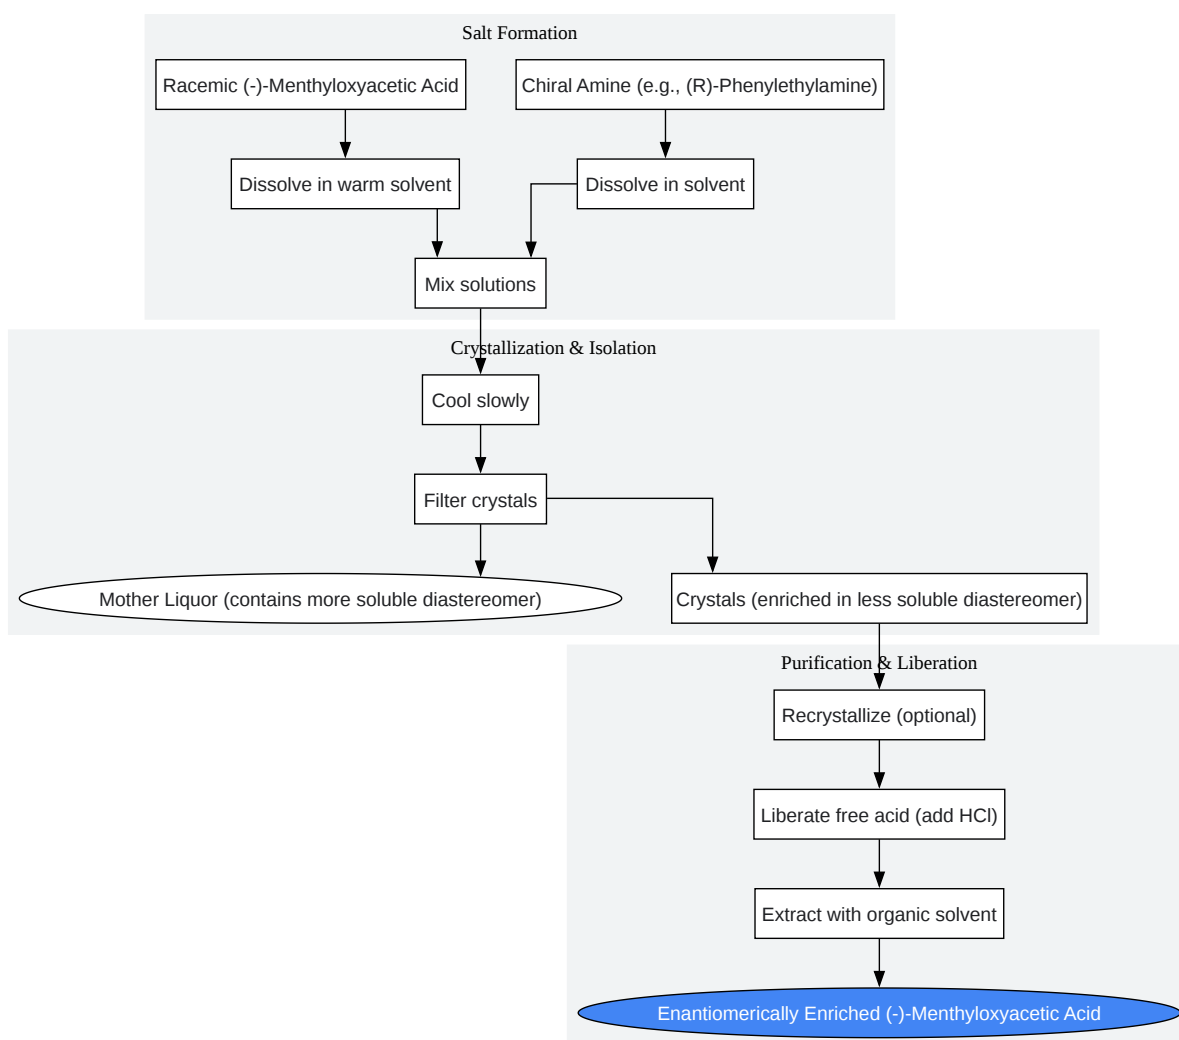 Salt Formation
Racemic (-)-Menthyloxyacetic Acid
Chiral Amine (e.g., (R)-Phenylethylamine)
Dissolve in warm solvent
Dissolve in solvent
Mix solutions
Crystallization & Isolation
Cool slowly
Filter crystals
Mother Liquor (contains more soluble diastereomer)
Crystals (enriched in less soluble diastereomer)
Purification & Liberation
Recrystallize (optional)
Liberate free acid (add HCl)
Extract with organic solvent
Enantiomerically Enriched (-)-Menthyloxyacetic Acid